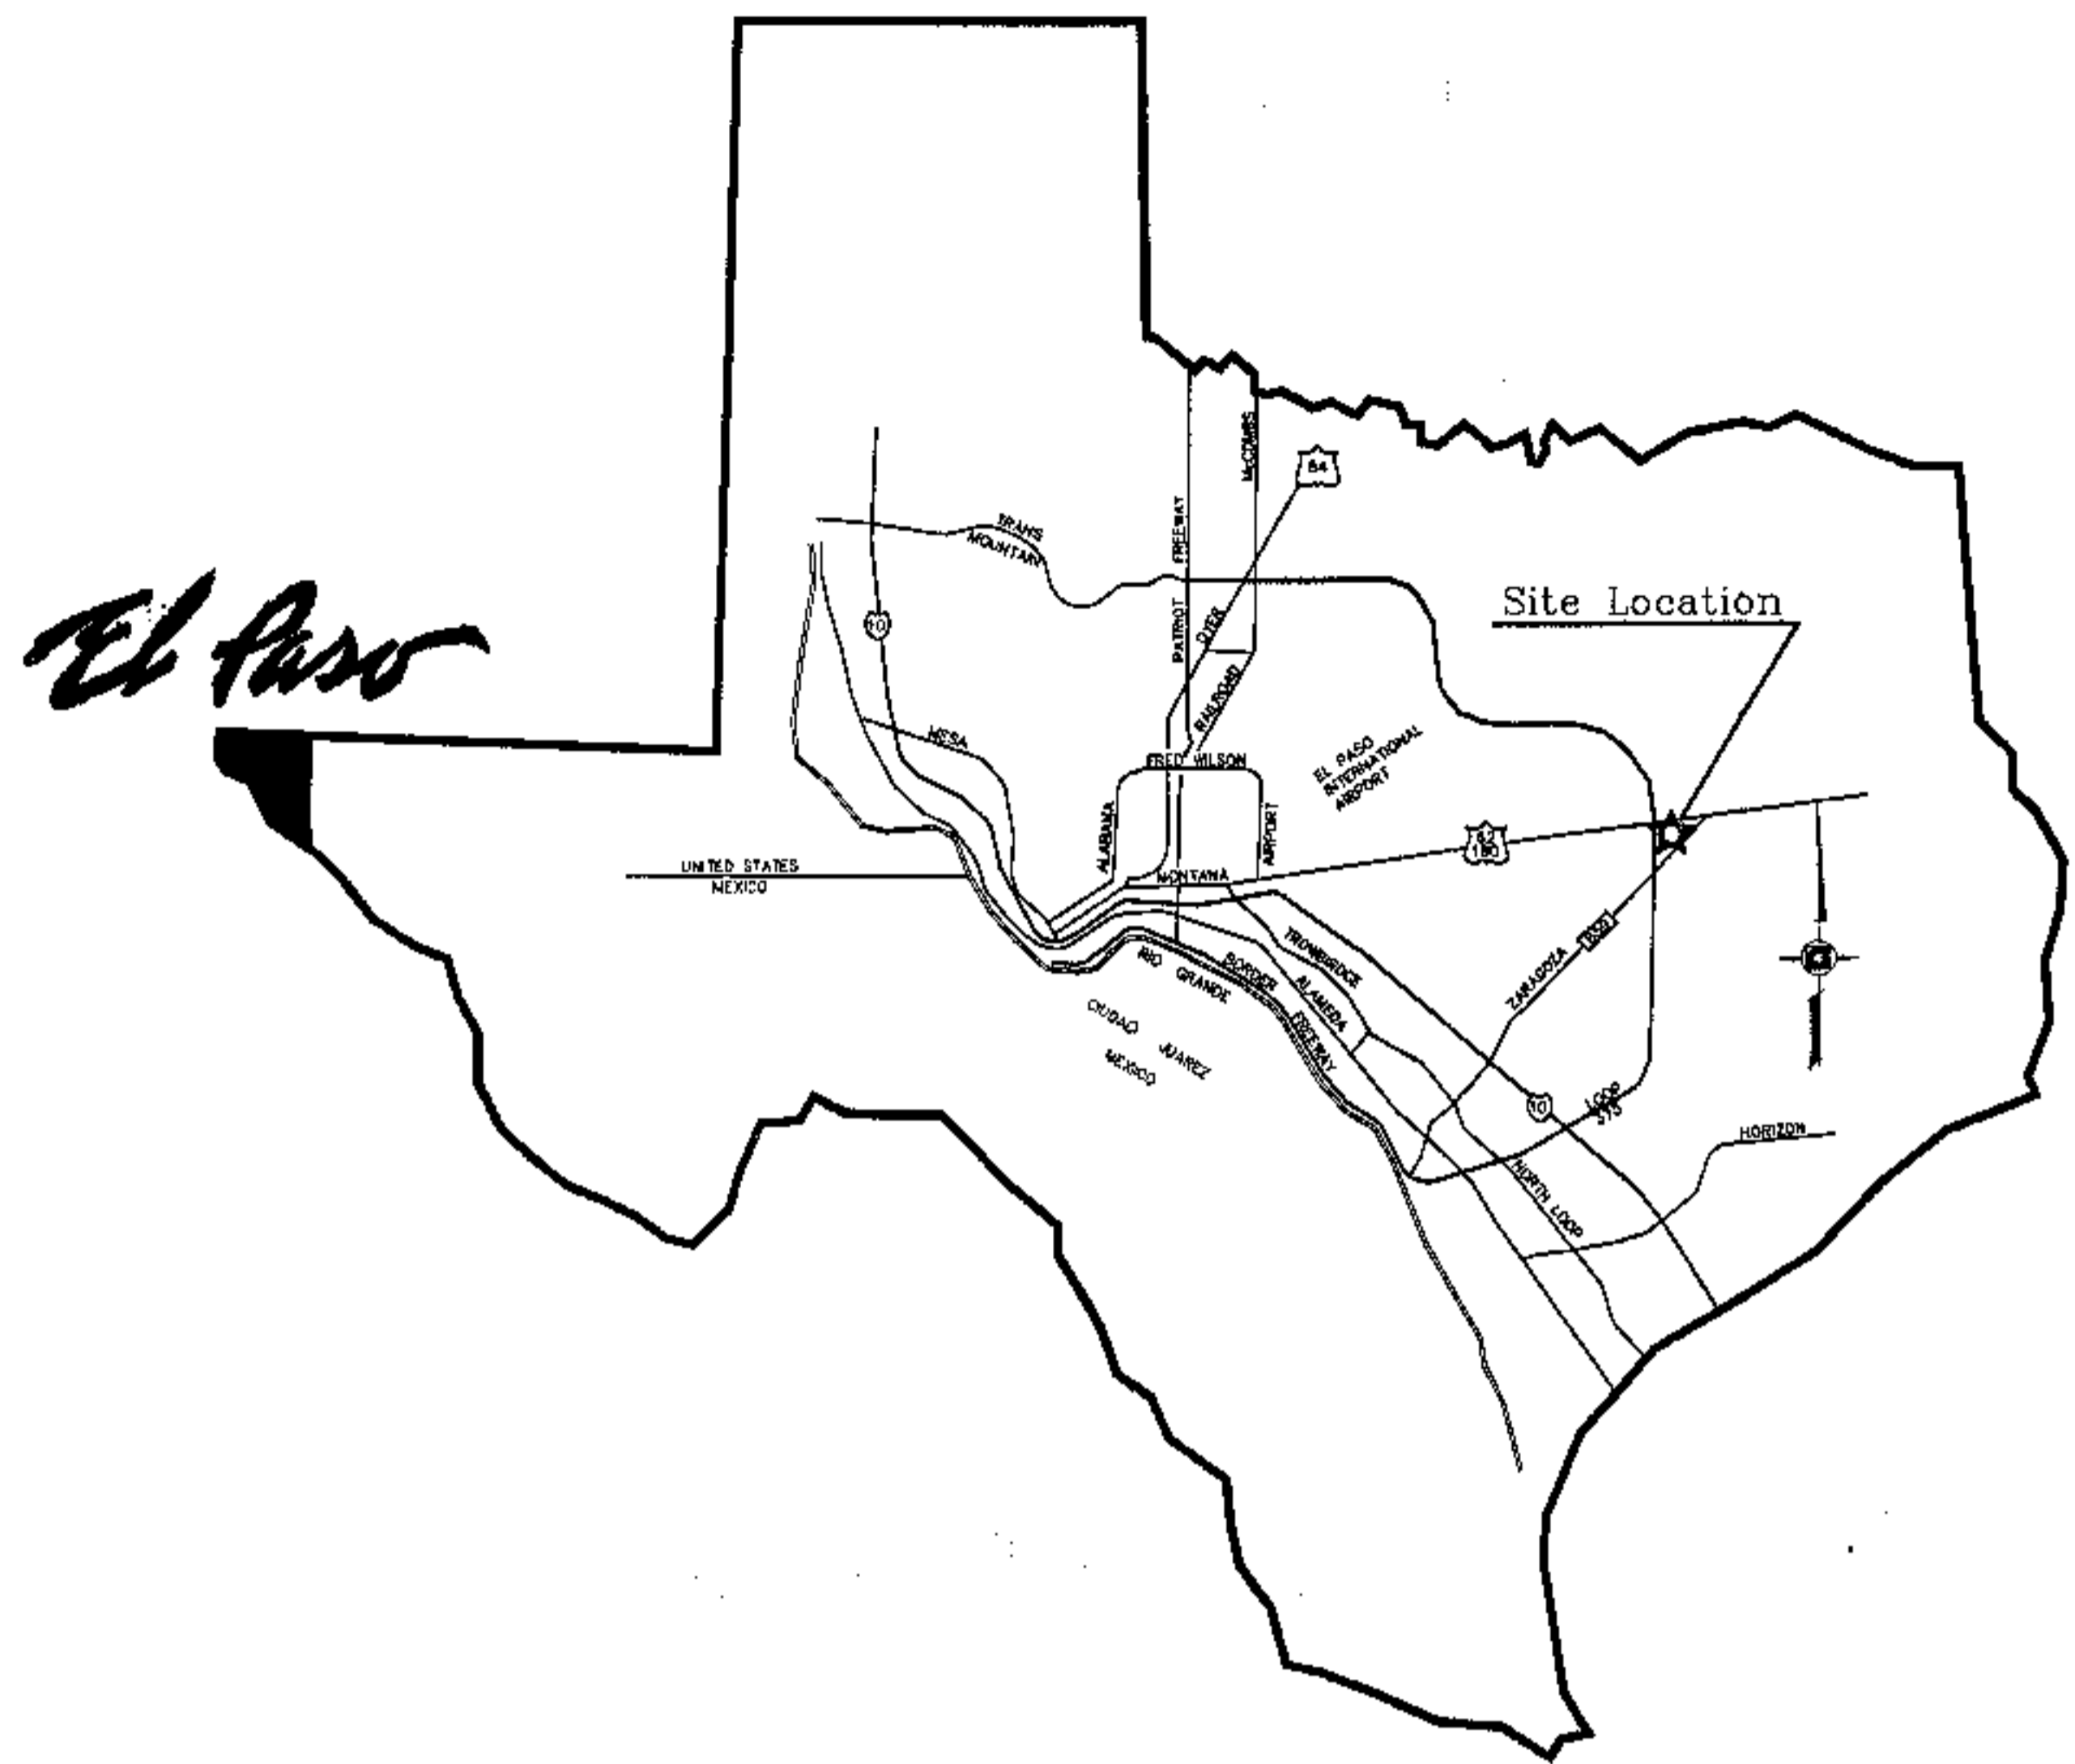 McCOMBS
54
TRANS
MOUNTAIN
PATRIOT FREEWAY
El Paso
Site Location
10
DYER
RAILROAD
MESA
FRED WILSON
EL PASO
INTERNATIONAL
AIRPORT
ALABAMA
AIRPORT
62
180
UNITED STATES
MEXICO
MONTANA
TROWBRIDGE
ZARAGOZA
RIO GRANDE
BORDER FREEWAY
ALAMEDA
CIUDAD JUAREZ
MEXICO
10
LOOP
375
HORIZON
NORTH LOOP